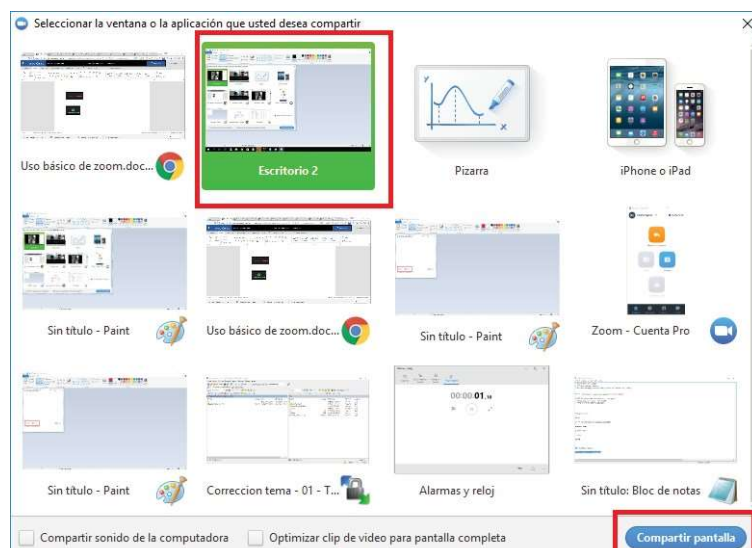 Seleccionar la ventana o la aplicación que usted desea compartir
Uso básico de zoom.doc...
Escritorio 2
Pizarra
iPhone o iPad
Sin título - Paint
Uso básico de zoom.doc...
Sin título - Paint
Zoom - Cuenta Pro
Sin título - Paint
Correccion tema - 01 - T...
Alarmas y reloj
Sin título: Bloc de notas
Compartir sonido de la computadora
Optimizar clip de video para pantalla completa
Compartir pantalla